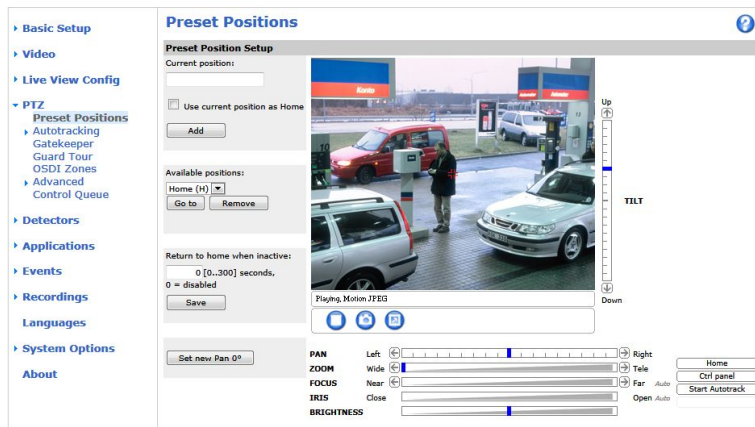 Basic Setup
Video
Live View Config
PTZ
Preset Positions
Autotracking
Gatekeeper
Guard Tour
OSDI Zones
Advanced
Control Queue
Detectors
Applications
Events
Recordings
Languages
System Options
About
Preset Positions
?
Preset Position Setup
Current position:
Use current position as Home
Add
Available positions:
Home (H)
Go to
Remove
Return to home when inactive:
0 [0..300] seconds,
0 = disabled
Save
Set new Pan 0°
Konto
10
Playing, Motion JPEG
Up
TILT
Down
PAN Left Right
ZOOM Wide Tele
FOCUS Near Far Auto
IRIS Close Open Auto
BRIGHTNESS
Home
Ctrl panel
Start Autotrack